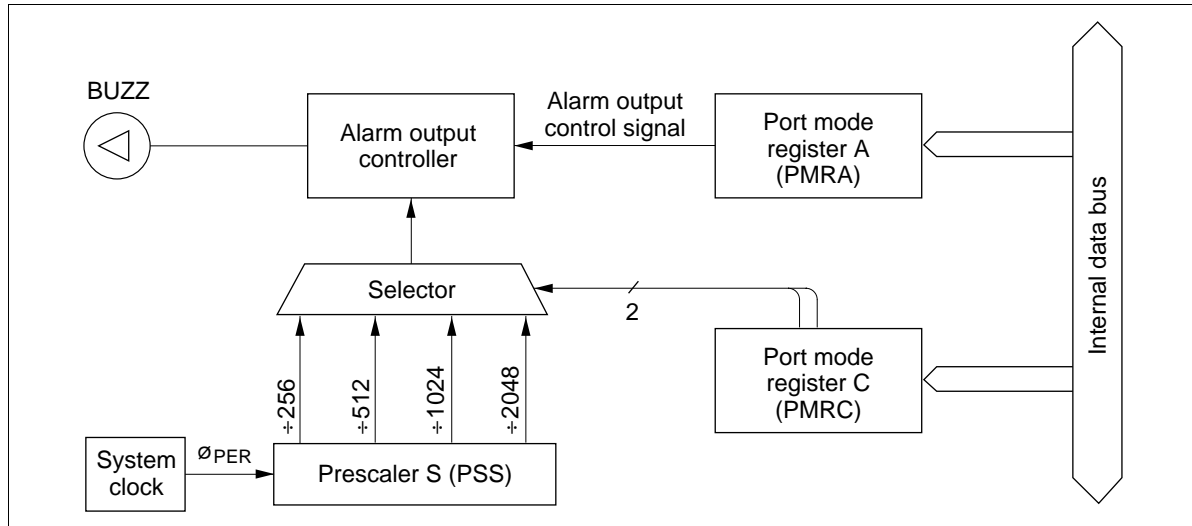 BUZZ
Alarm output
controller
Alarm output
control signal
Port mode
register A
(PMRA)
Internal data bus
Selector
2
Port mode
register C
(PMRC)
÷256
÷512
÷1024
÷2048
System
clock
øPER
Prescaler S (PSS)